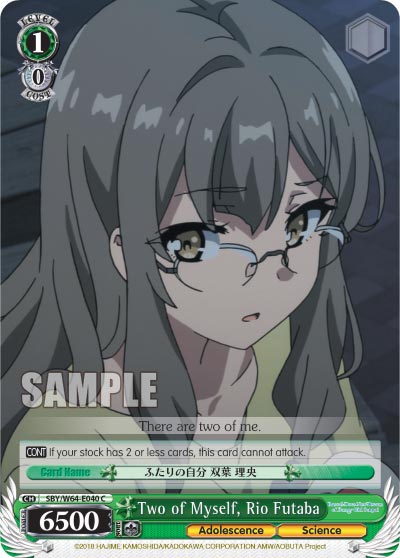 LEVEL
1
0
COST
SAMPLE
There are two of me.
CONT If your stock has 2 or less cards, this card cannot attack.
Card Name ふたりの自分 双葉 理央
CH SBY/W64-E040 C
POWER 6500 Two of Myself, Rio Futaba
Adolescence Science
©2018 HAJIME KAMOSHIDA/KADOKAWA CORPORATION AMW/AOBUTA Project